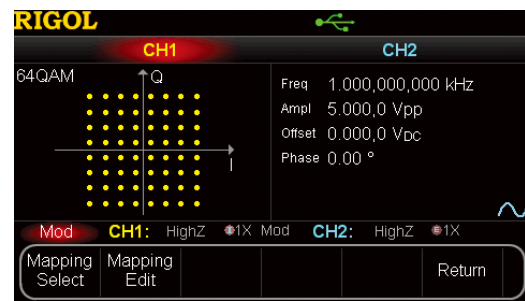 RIGOL
CH1 CH2
64QAM
Q
I
Freq 1.000,000,000 kHz
Ampl 5.000,0 Vpp
Offset 0.000,0 VDC
Phase 0.00 °
Mod CH1: HighZ 1X Mod CH2: HighZ 1X
Mapping Select
Mapping Edit
Return